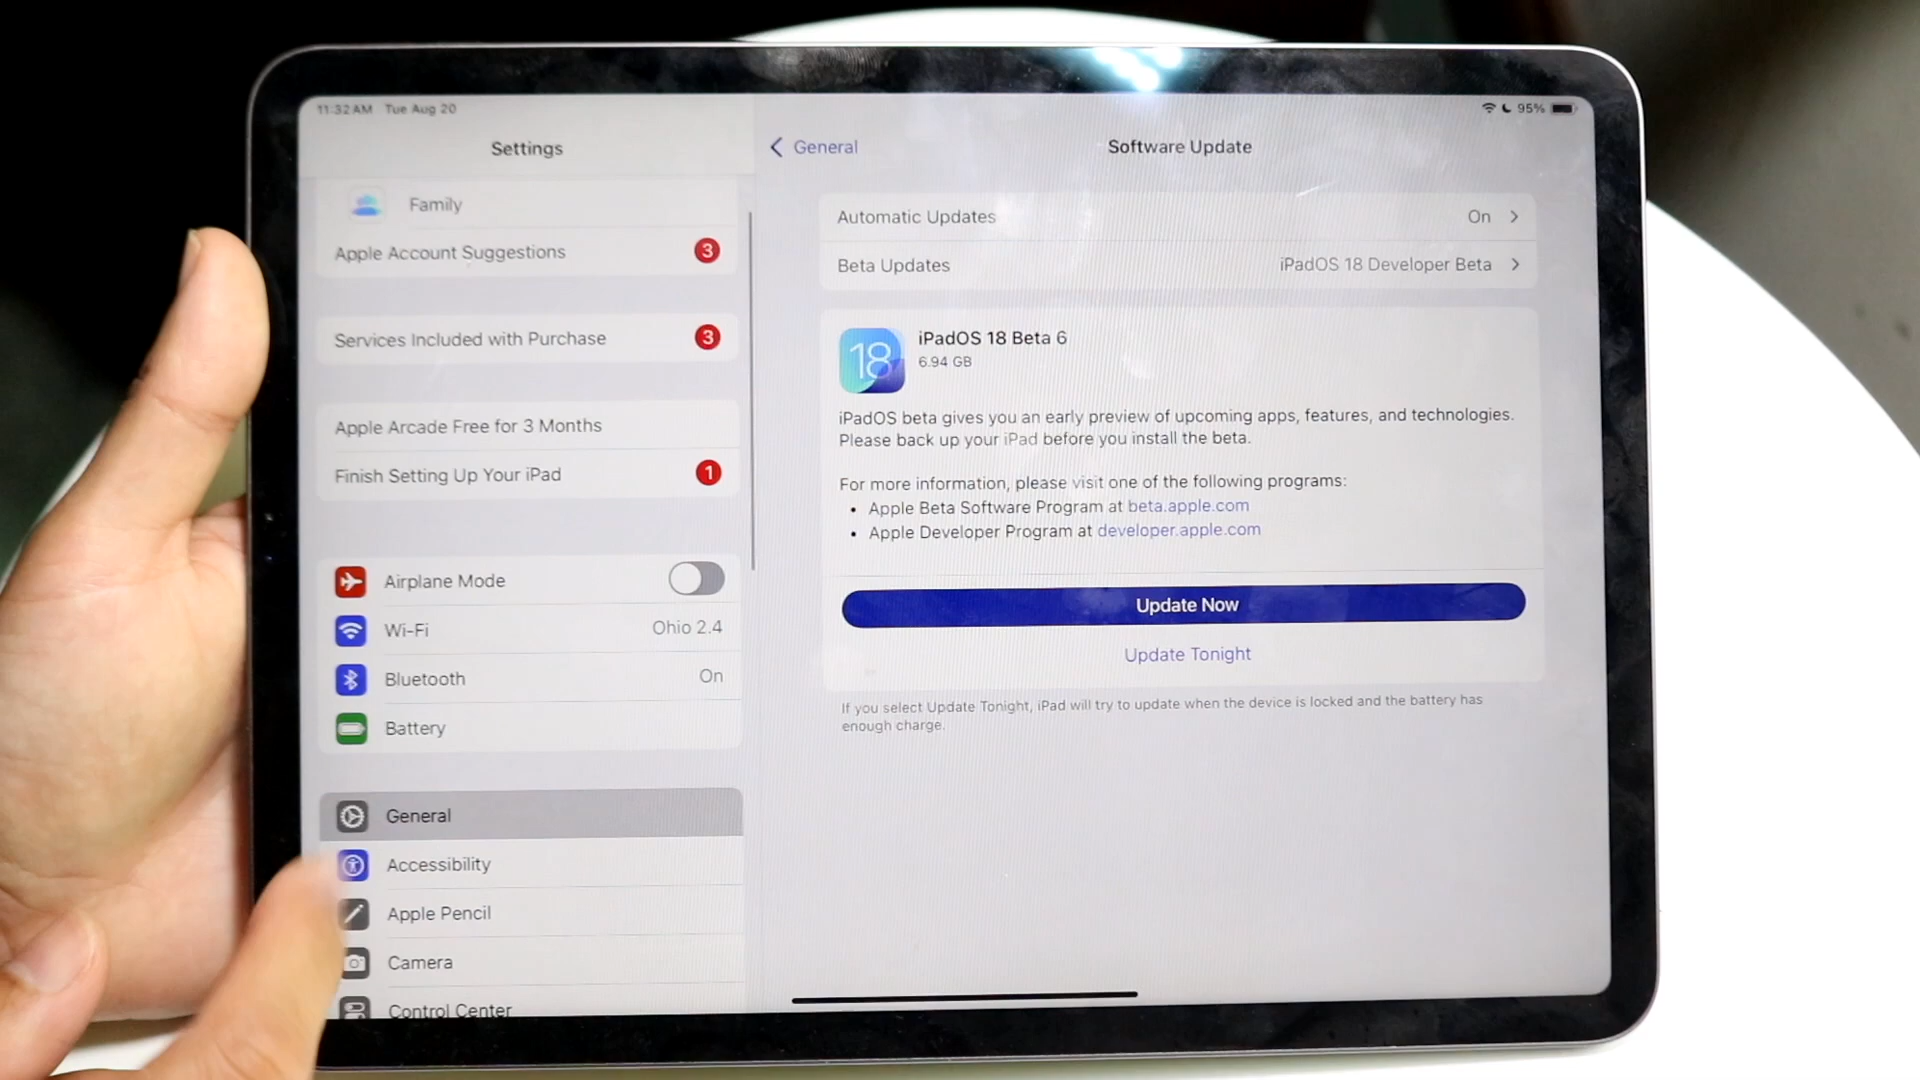 11:32 AM Tue Aug 20
95%
Settings
Family
Apple Account Suggestions 3
Services Included with Purchase 3
Apple Arcade Free for 3 Months
Finish Setting Up Your iPad 1
Airplane Mode
Wi-Fi Ohio 2.4
Bluetooth On
Battery
General
Accessibility
Apple Pencil
Camera
Control Center
General
Software Update
Automatic Updates On
Beta Updates iPadOS 18 Developer Beta
18
iPadOS 18 Beta 6
6.94 GB
iPadOS beta gives you an early preview of upcoming apps, features, and technologies.
Please back up your iPad before you install the beta.
For more information, please visit one of the following programs:
• Apple Beta Software Program at beta.apple.com
• Apple Developer Program at developer.apple.com
Update Now
Update Tonight
If you select Update Tonight, iPad will try to update when the device is locked and the battery has
enough charge.